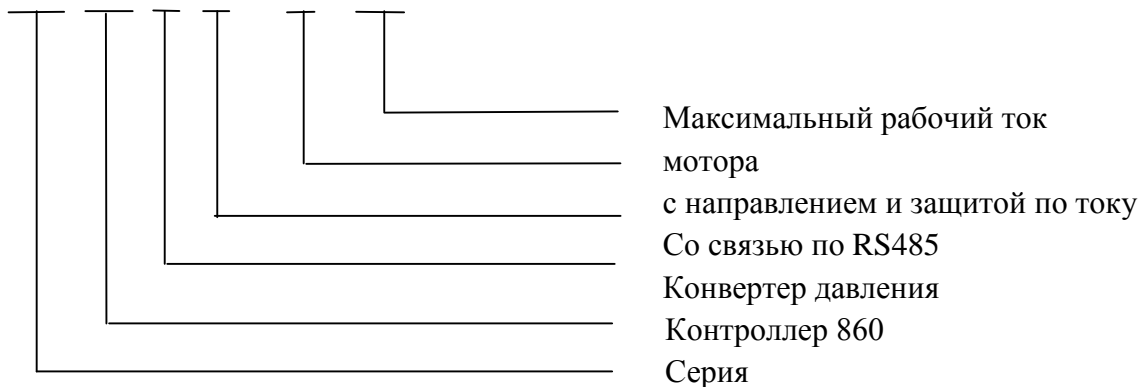 Максимальный рабочий ток
мотора
с направлением и защитой по току
Со связью по RS485
Конвертер давления
Контроллер 860
Серия